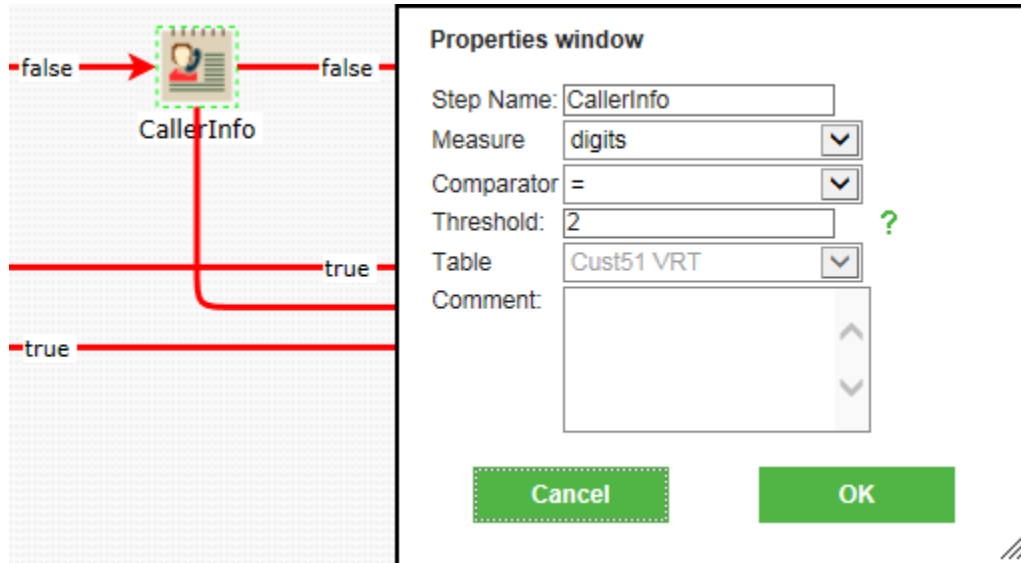 false
false
CallerInfo
true
true
Properties window
Step Name: CallerInfo
Measure digits
Comparator =
Threshold: 2 ?
Table Cust51 VRT
Comment:
Cancel OK